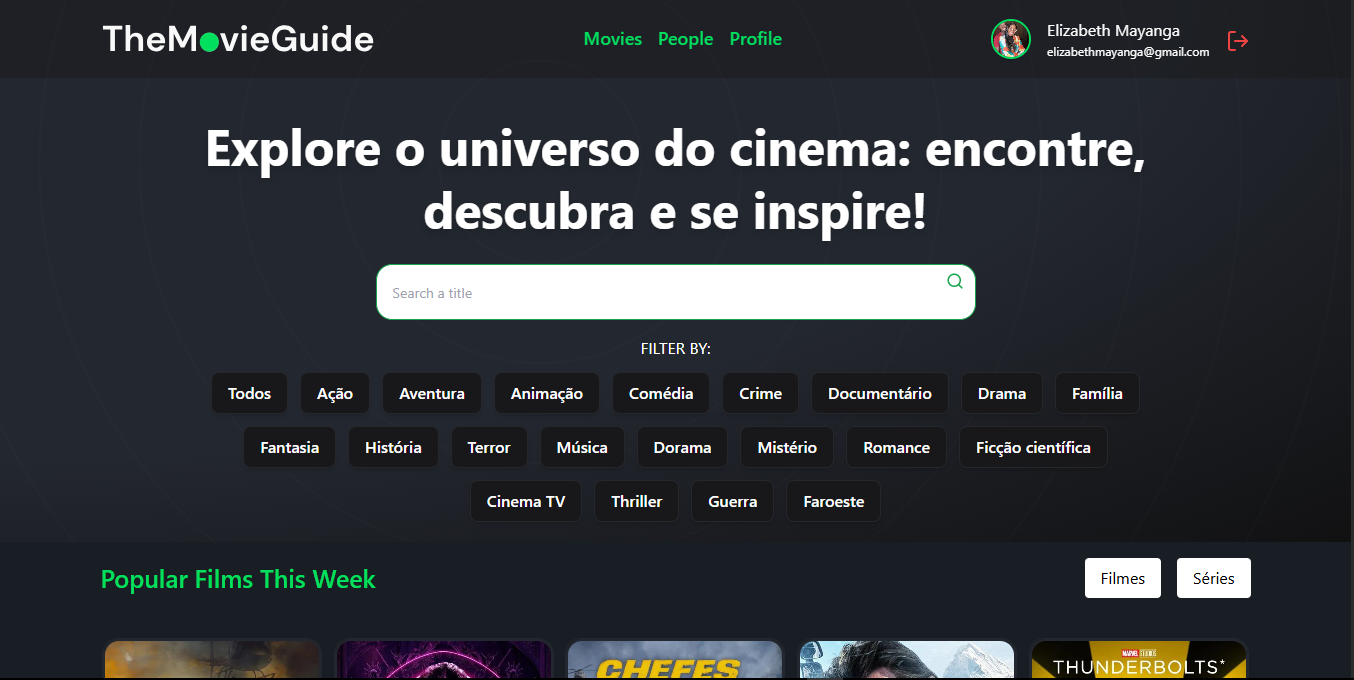 TheMovieGuide
Movies People Profile
Elizabeth Mayanga
elizabethmayanga@gmail.com
Explore o universo do cinema: encontre,
descubra e se inspire!
Search a title
FILTER BY:
Todos Ação Aventura Animação Comédia Crime Documentário Drama Família
Fantasia História Terror Música Dorama Mistério Romance Ficção científica
Cinema TV Thriller Guerra Faroeste
Popular Films This Week
Filmes Séries
CHEFES
MARVEL STUDIOS
THUNDERBOLTS*